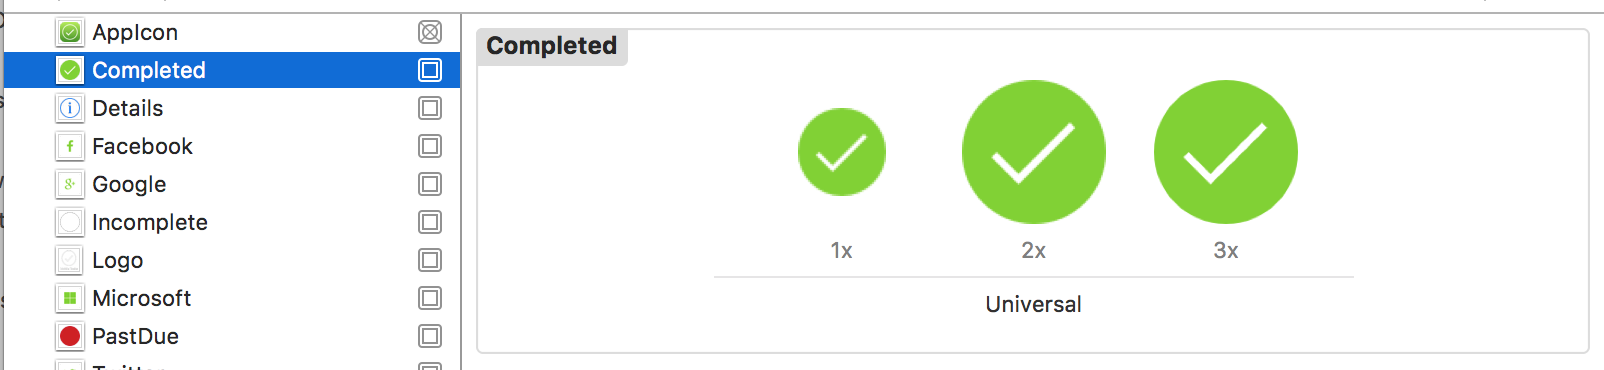 AppIcon
Completed
Details
Facebook
Google
Incomplete
Logo
Microsoft
PastDue
Completed
1x 2x 3x
Universal